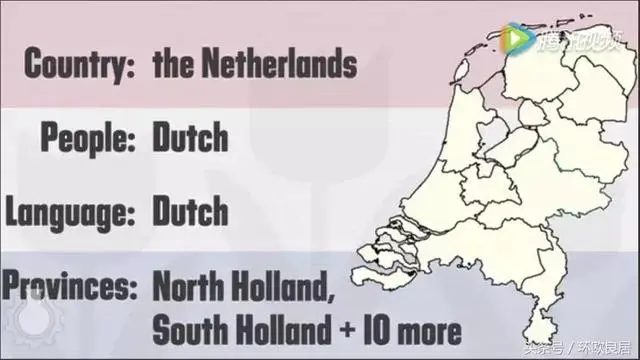 腾讯视频
Country: the Netherlands
People: Dutch
Language: Dutch
Provinces: North Holland,
South Holland + 10 more
头条号 / 环欧良居